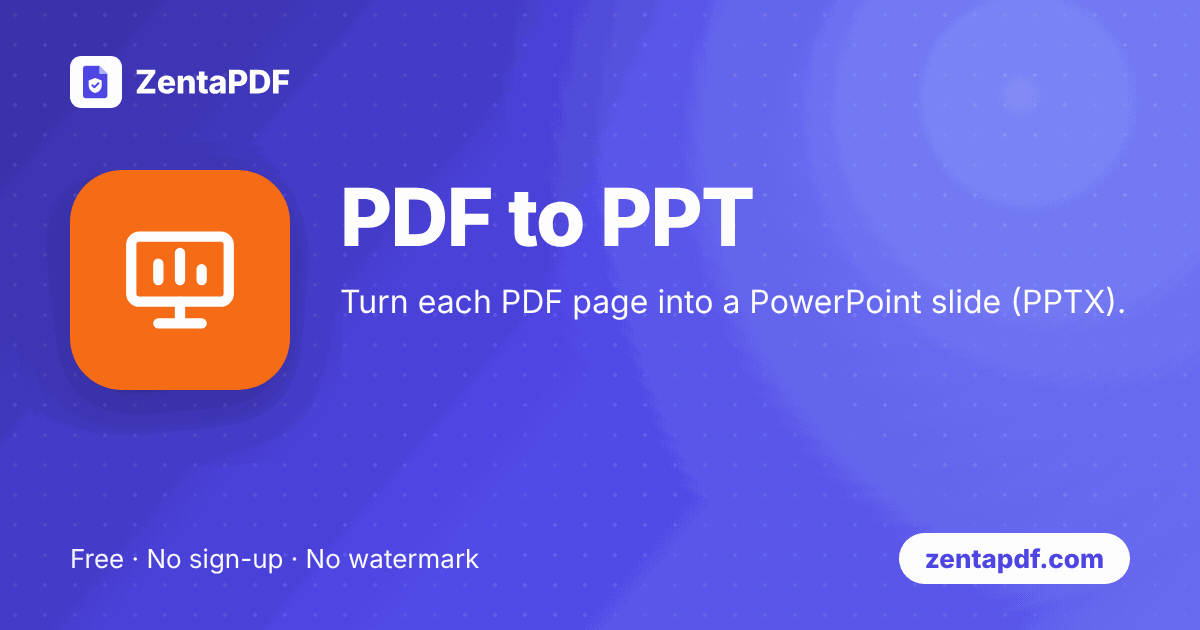 ZentaPDF
PDF to PPT
Turn each PDF page into a PowerPoint slide (PPTX).
Free · No sign-up · No watermark
zentapdf.com